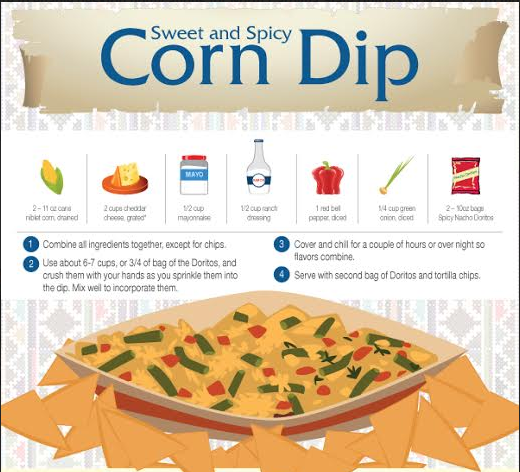 Sweet and Spicy
Corn Dip
MAYO
2 - 11 oz cans
niblet corn, drained
2 cups cheddar
cheese, grated*
1/2 cup
mayonnaise
1/2 cup ranch
dressing
1 red bell
pepper, diced
1/4 cup green
onion, diced
2 - 10oz bags
Spicy Nacho Doritos
1 Combine all ingredients together, except for chips.
2 Use about 6-7 cups, or 3/4 of bag of the Doritos, and
crush them with your hands as you sprinkle them into
the dip. Mix well to incorporate them.
3 Cover and chill for a couple of hours or over night so
flavors combine.
4 Serve with second bag of Doritos and tortilla chips.